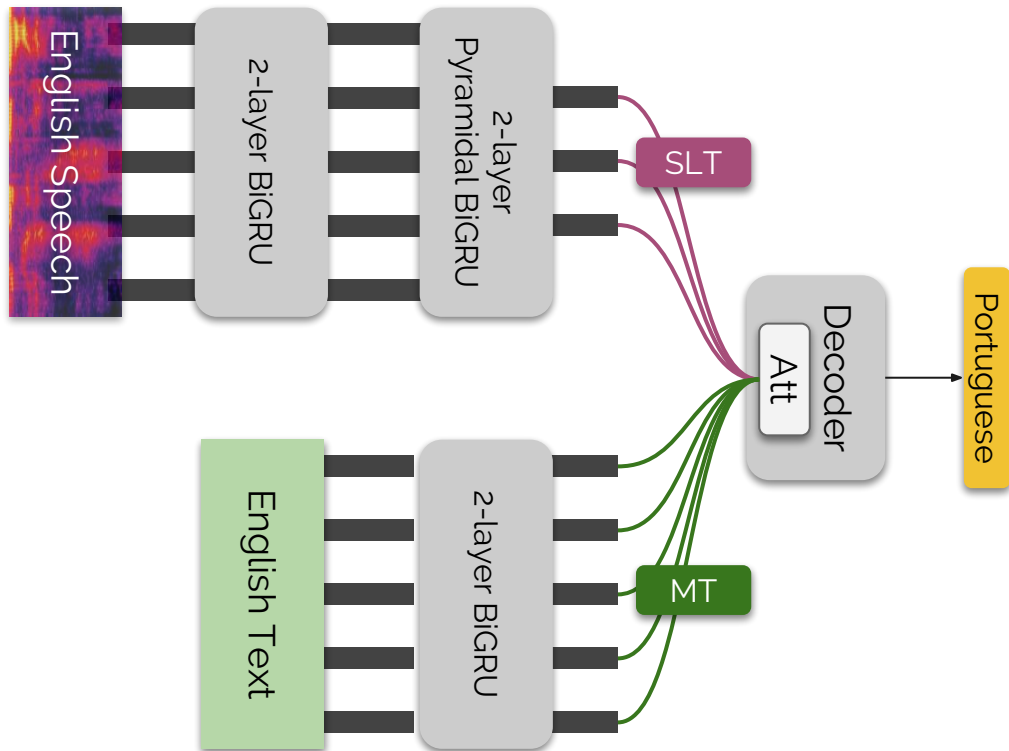 English Speech
2-layer BiGRU
2-layer
Pyramidal BiGRU
SLT
Decoder
Att
Portuguese
English Text
2-layer BiGRU
MT